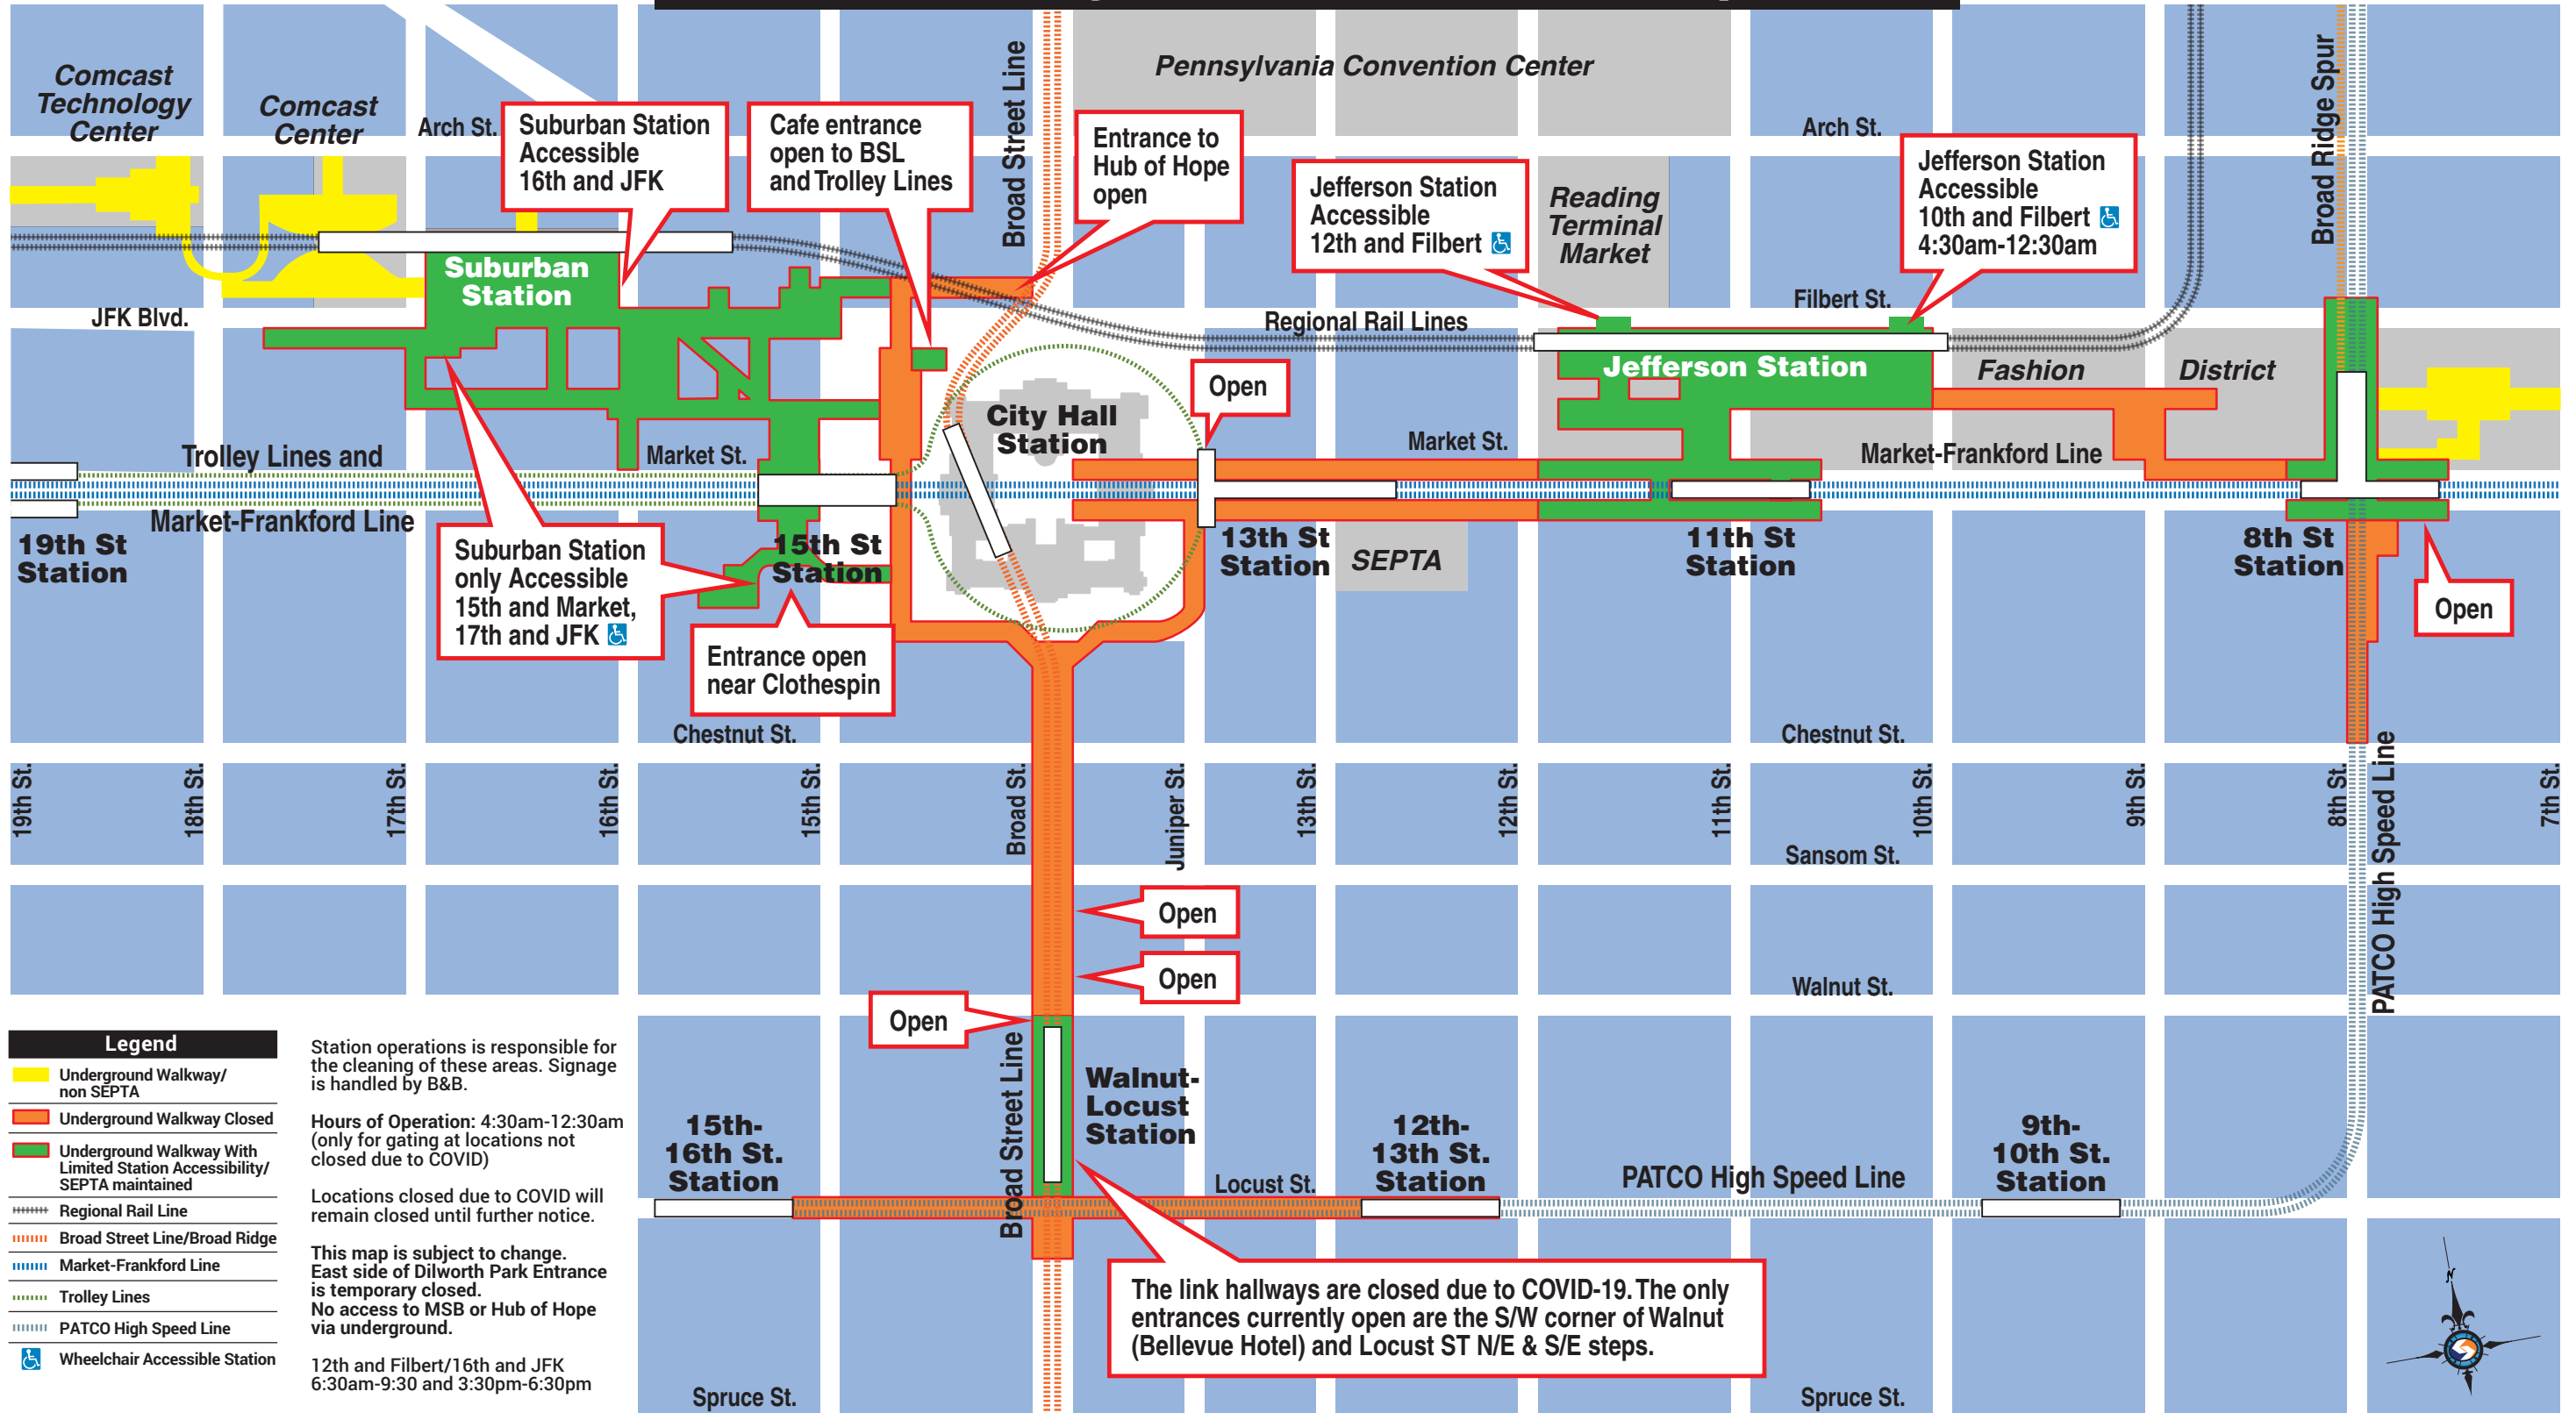 Pennsylvania Convention Center
Comcast
Technology
Center
Comcast
Center
Arch St.
Suburban Station
Accessible
16th and JFK
Cafe entrance
open to BSL
and Trolley Lines
Broad Street Line
Entrance to
Hub of Hope
open
Jefferson Station
Accessible
12th and Filbert
Reading
Terminal
Market
Arch St.
Jefferson Station
Accessible
10th and Filbert
4:30am-12:30am
Broad Ridge Spur
Suburban
Station
JFK Blvd.
Regional Rail Lines
Filbert St.
Jefferson Station
Fashion
District
Open
City Hall
Station
Trolley Lines and
Market St.
Market St.
Market-Frankford Line
Market-Frankford Line
19th St
Station
Suburban Station
only Accessible
15th and Market,
17th and JFK
15th St
Station
13th St
Station
SEPTA
11th St
Station
8th St
Station
Open
Entrance open
near Clothespin
Chestnut St.
Chestnut St.
19th St.
18th St.
17th St.
16th St.
15th St.
Broad St.
Juniper St.
13th St.
12th St.
11th St.
10th St.
9th St.
8th St.
PATCO High Speed Line
7th St.
Sansom St.
Open
Open
Walnut St.
Open
Broad Street Line
Walnut-
Locust
Station
15th-
16th St.
Station
Locust St.
12th-
13th St.
Station
PATCO High Speed Line
9th-
10th St.
Station
The link hallways are closed due to COVID-19. The only
entrances currently open are the S/W corner of Walnut
(Bellevue Hotel) and Locust ST N/E & S/E steps.
Spruce St.
Spruce St.
N
Legend
Underground Walkway/
non SEPTA
Underground Walkway Closed
Underground Walkway With
Limited Station Accessibility/
SEPTA maintained
Regional Rail Line
Broad Street Line/Broad Ridge
Market-Frankford Line
Trolley Lines
PATCO High Speed Line
Wheelchair Accessible Station
Station operations is responsible for
the cleaning of these areas. Signage
is handled by B&B.
Hours of Operation: 4:30am-12:30am
(only for gating at locations not
closed due to COVID)
Locations closed due to COVID will
remain closed until further notice.
This map is subject to change.
East side of Dilworth Park Entrance
is temporary closed.
No access to MSB or Hub of Hope
via underground.
12th and Filbert/16th and JFK
6:30am-9:30 and 3:30pm-6:30pm